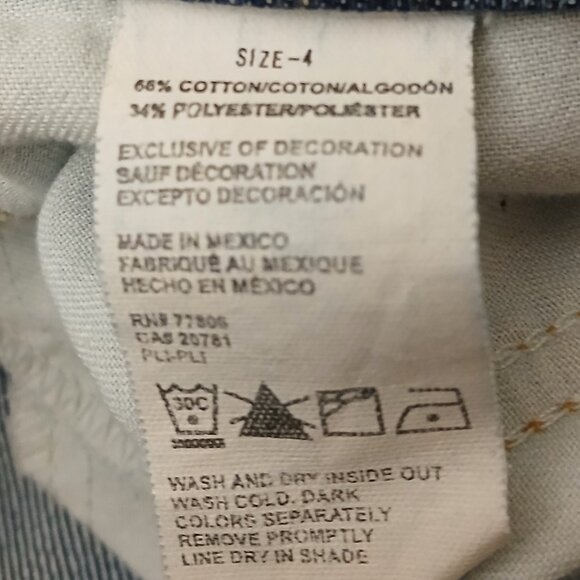 SIZE-4
66% COTTON/COTON/ALGODÓN
34% POLYESTER/POLIÉSTER
EXCLUSIVE OF DECORATION
SAUF DÉCORATION
EXCEPTO DECORACIÓN
MADE IN MEXICO
FABRIQUÉ AU MEXIQUE
HECHO EN MÉXICO
RN# 77806
CA# 20781
PLI-PLI
30C
WASH AND DRY INSIDE OUT
WASH COLD. DARK
COLORS SEPARATELY
REMOVE PROMPTLY
LINE DRY IN SHADE